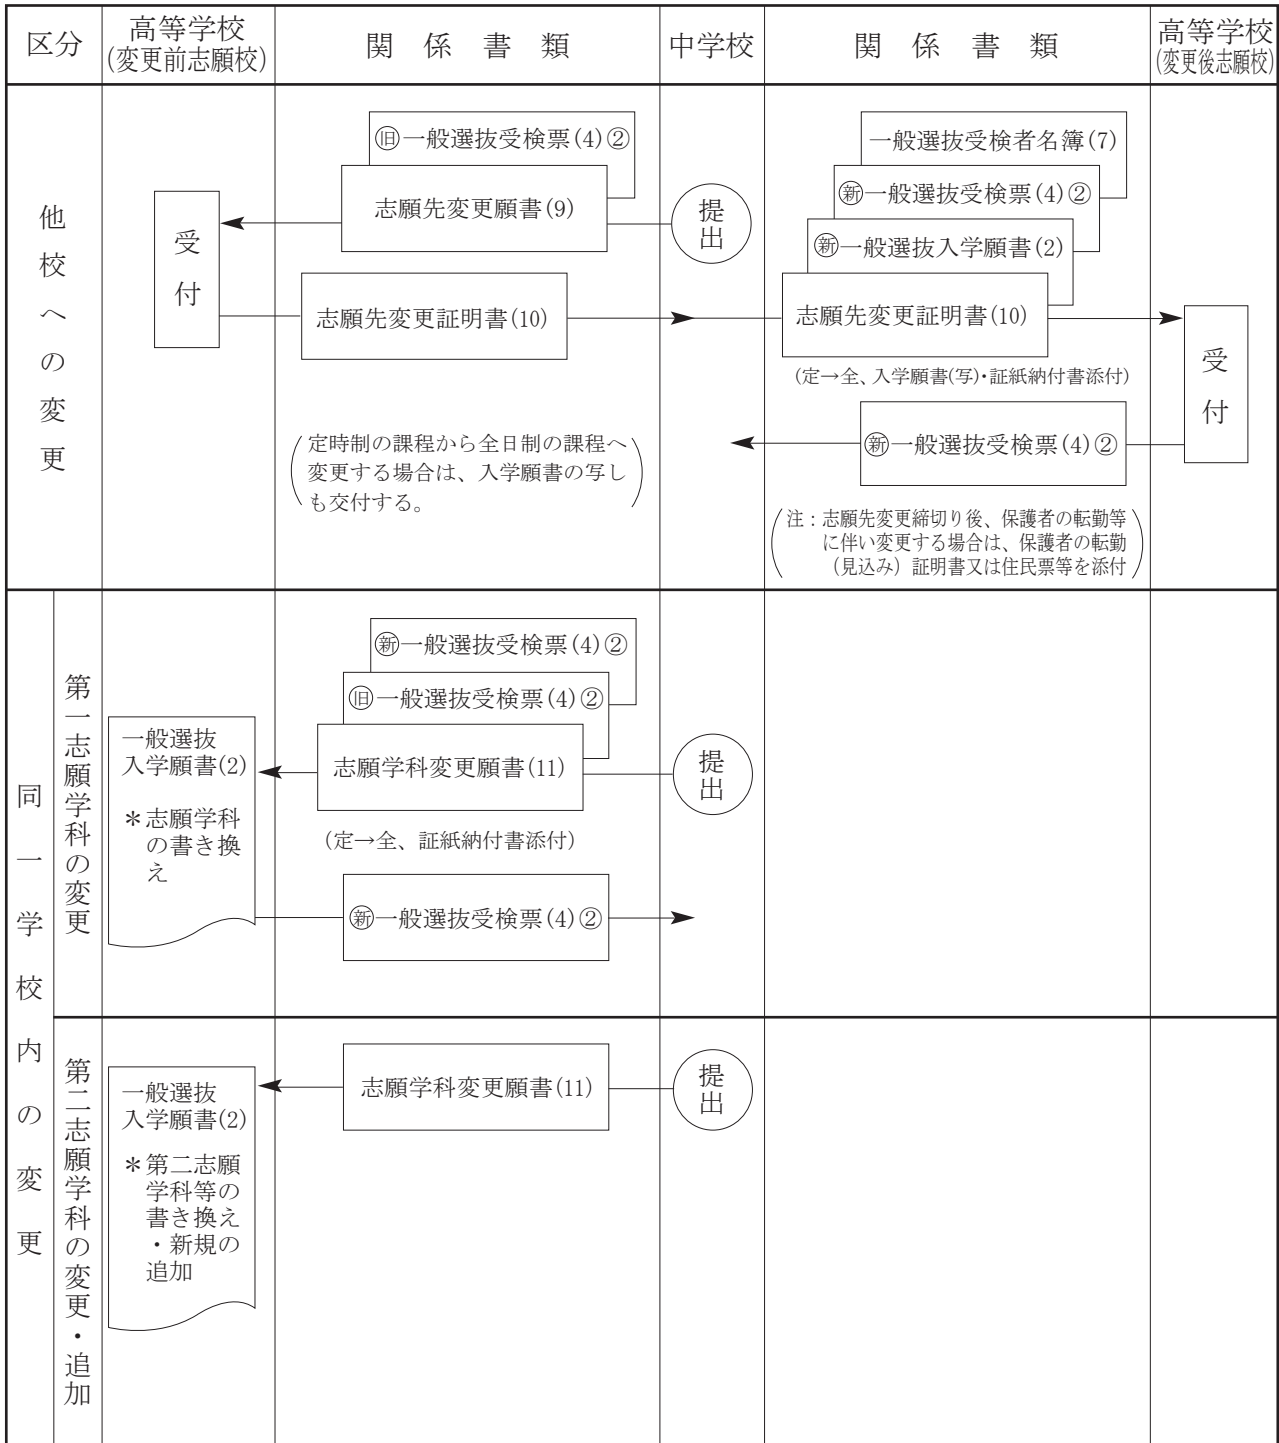 区分
高等学校
(変更前志願校)
関係書類
中学校
関係書類
高等学校
(変更後志願校)
他校への変更
受付
㊆一般選抜受検票(4)②
志願先変更願書(9)
志願先変更証明書(10)
定時制の課程から全日制の課程へ
変更する場合は、入学願書の写し
も交付する。
提出
一般選抜受検者名簿(7)
新一般選抜受検票(4)②
新一般選抜入学願書(2)
志願先変更証明書(10)
(定→全、入学願書(写)・証紙納付書添付)
新一般選抜受検票(4)②
注:志願先変更締切り後、保護者の転勤等
に伴い変更する場合は、保護者の転勤
(見込み)証明書又は住民票等を添付
受付
同一学校内の変更
第一志願学科の変更
一般選抜
入学願書(2)
*志願学科
の書き換
え
新一般選抜受検票(4)②
旧一般選抜受検票(4)②
志願学科変更願書(11)
(定→全、証紙納付書添付)
新一般選抜受検票(4)②
提出
第二志願学科の変更・追加
一般選抜
入学願書(2)
*第二志願
学科等の
書き換え
・新規の
追加
志願学科変更願書(11)
提出